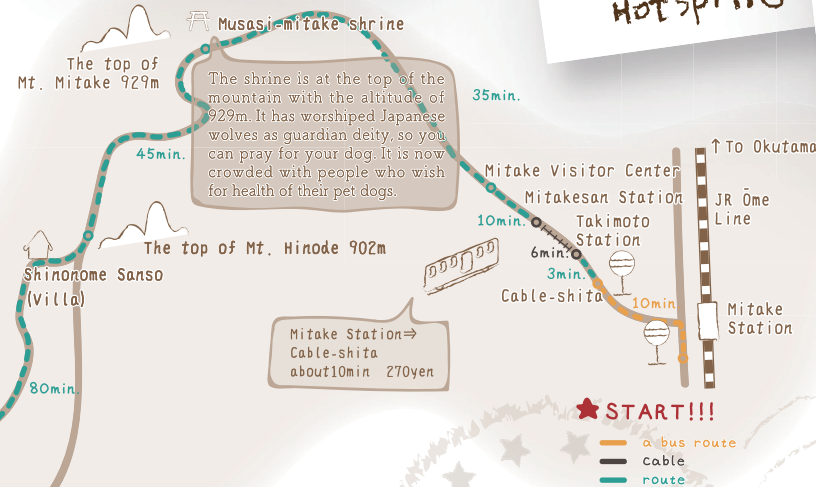 Hotspring
Musasi-mitake shrine
The top of
Mt. Mitake 929m
The shrine is at the top of the
mountain with the altitude of
929m. It has worshiped Japanese
wolves as guardian deity, so you
can pray for your dog. It is now
crowded with people who wish
for health of their pet dogs.
35min.
↑To Okutama
45min.
Mitake Visitor Center
Mitakesan Station
JR Ōme
Line
10min.
Takimoto
Station
The top of Mt. Hinode 902m
6min.
3min.
Shinonome Sanso
(Villa)
Cable-shita
10min
Mitake
Station
Mitake Station⇒
Cable-shita
about10min 270yen
80min.
START!!!
a bus route
cable
route